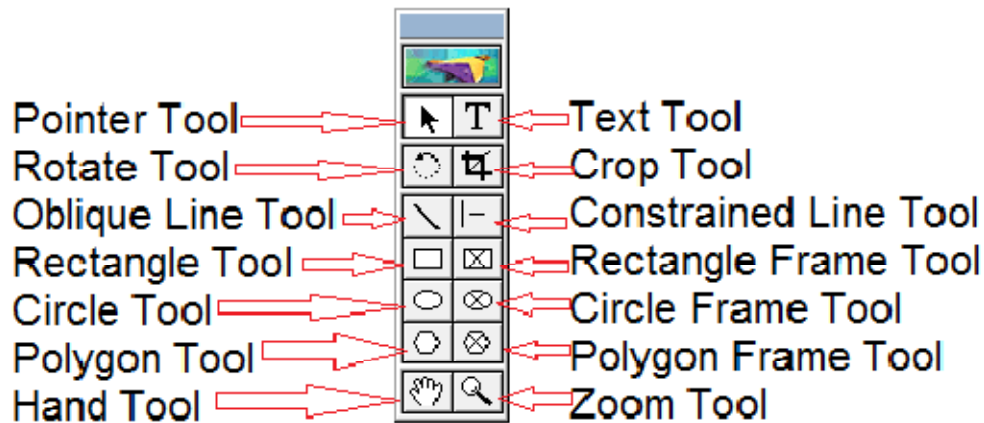 Pointer Tool T Text Tool
Rotate Tool Crop Tool
Oblique Line Tool Constrained Line Tool
Rectangle Tool Rectangle Frame Tool
Circle Tool Circle Frame Tool
Polygon Tool Polygon Frame Tool
Hand Tool Zoom Tool